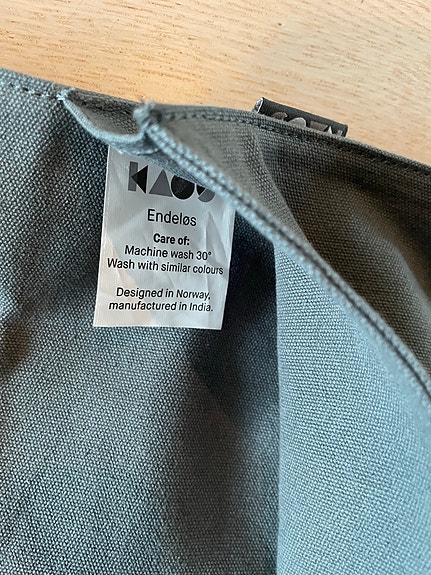 KAOS
Endeløs
Care of:
Machine wash 30°
Wash with similar colours
Designed in Norway,
manufactured in India.